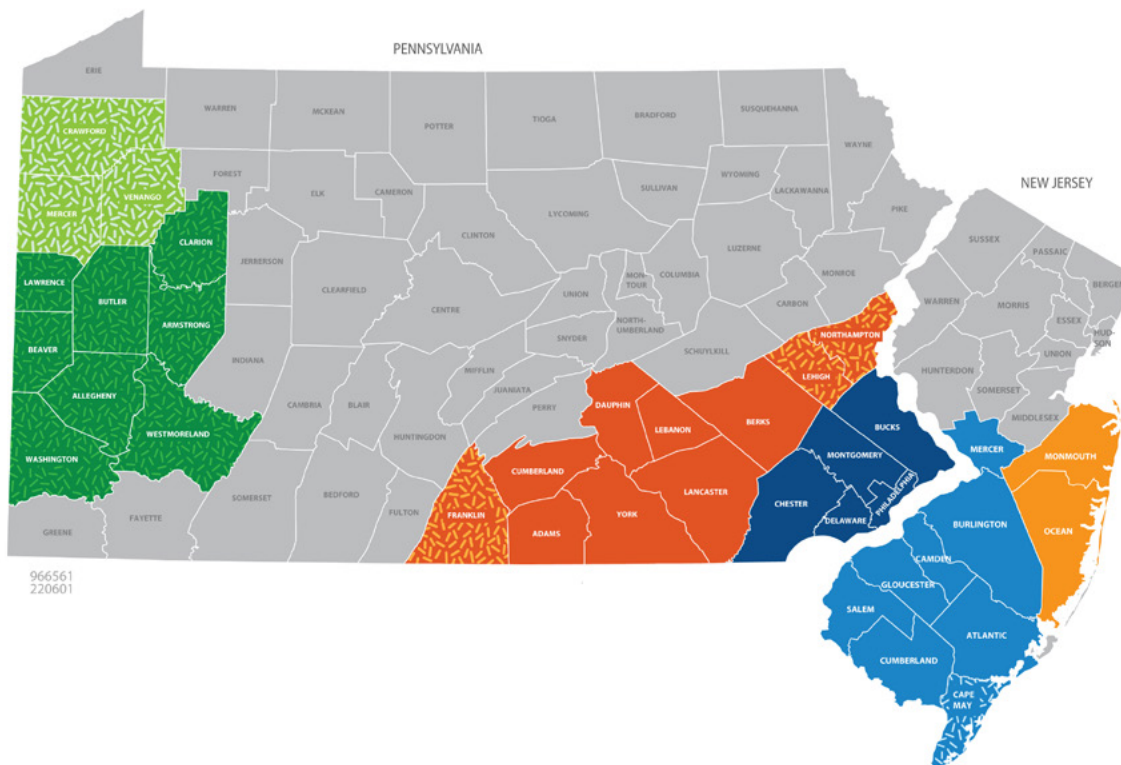 PENNSYLVANIA
ERIE
CRAWFORD
WARREN
MCKEAN
POTTER
TIOGA
BRADFORD
SUSQUEHANNA
WAYNE
MERCER
VENANGO
FOREST
ELK
CAMERON
SULLIVAN
WYOMING
LACKAWANNA
PIKE
CLARION
JERRERSON
CLINTON
LYCOMING
LUZERNE
MONROE
LAWRENCE
BUTLER
ARMSTRONG
CLEARFIELD
CENTRE
UNION
MON-
TOUR
COLUMBIA
CARBON
BEAVER
ALLEGHENY
INDIANA
SNYDER
NORTH-
UMBERLAND
SCHUYLKILL
NORTHAMPTON
LEHIGH
WASHINGTON
WESTMORELAND
CAMBRIA
BLAIR
MIFFLIN
JUANIATA
PERRY
HUNTINGDON
DAUPHIN
LEBANON
BERKS
BUCKS
MONTGOMERY
PHILADELPHIA
CHESTER
DELAWARE
GREENE
FAYETTE
SOMERSET
BEDFORD
FULTON
FRANKLIN
CUMBERLAND
ADAMS
YORK
LANCASTER
966561
220601
NEW JERSEY
SUSSEX
PASSAIC
BERGEN
WARREN
MORRIS
ESSEX
HUD-
SON
UNION
HUNTERDON
SOMERSET
MIDDLESEX
MERCER
MONMOUTH
OCEAN
BURLINGTON
CAMDEN
GLOUCESTER
SALEM
ATLANTIC
CUMBERLAND
CAPE
MAY